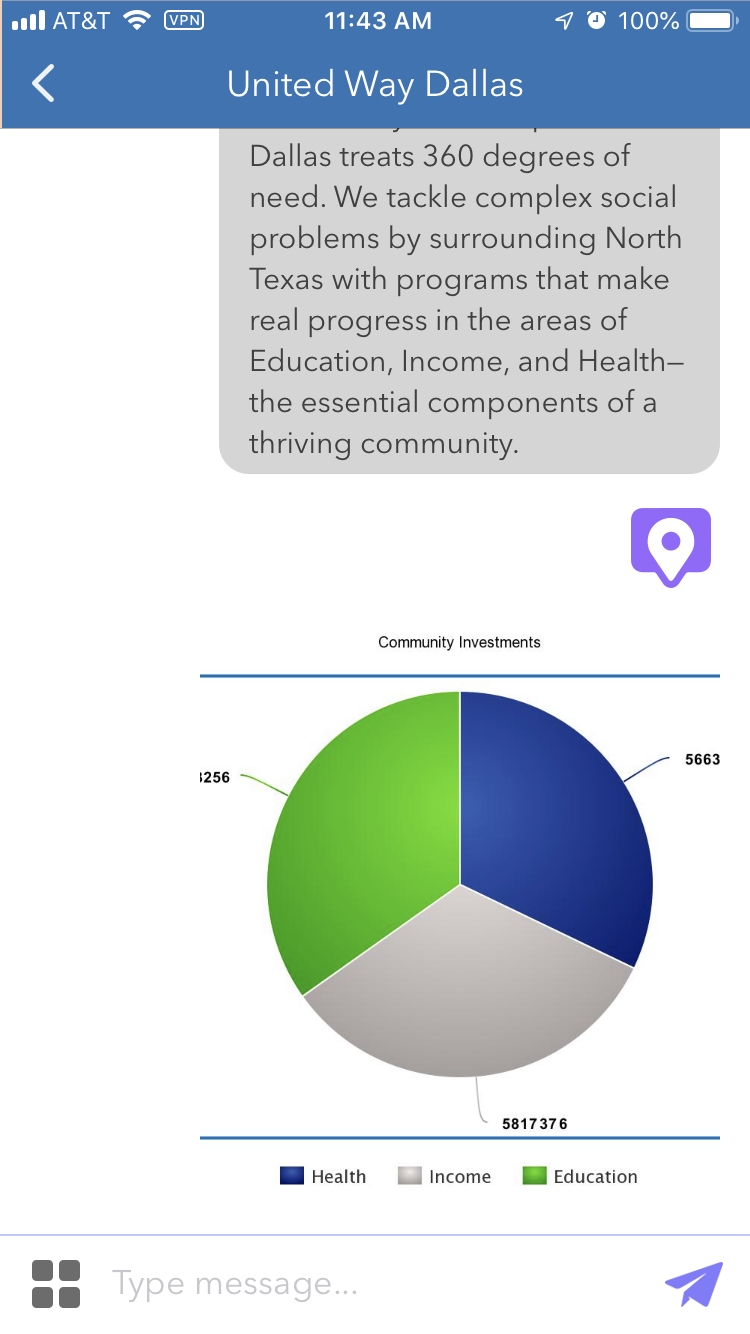 AT&T VPN 11:43 AM 100%
United Way Dallas
Dallas treats 360 degrees of
need. We tackle complex social
problems by surrounding North
Texas with programs that make
real progress in the areas of
Education, Income, and Health—
the essential components of a
thriving community.
Community Investments
5663
256
5817376
Health Income Education
Type message...